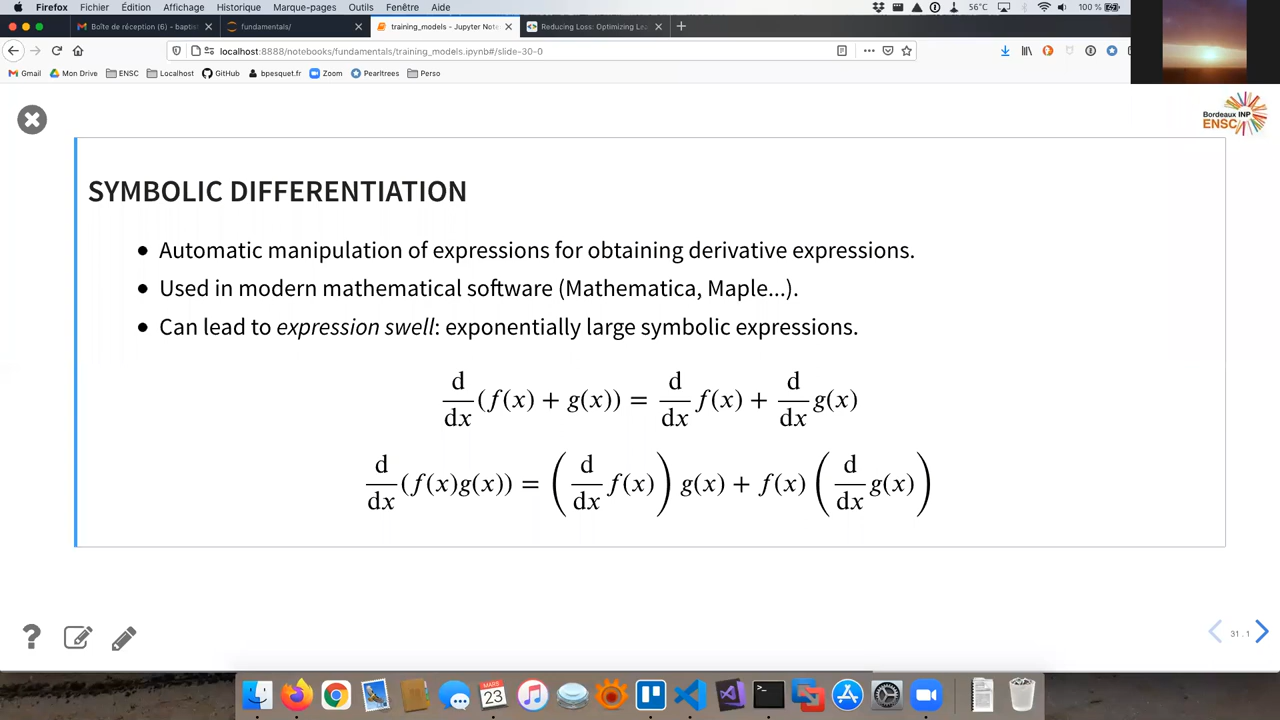 Firefox Fichier Édition Affichage Historique Marque-pages Outils Fenêtre Aide 56°C 100 %
Boîte de réception (6) – baptis
fundamentals/
training_models - Jupyter Note
Reducing Loss: Optimizing Lea
localhost:8888/notebooks/fundamentals/training_models.ipynb#/slide-30-0
Gmail Mon Drive ENSC Localhost GitHub bpesquet.fr Zoom Pearltrees Perso
Bordeaux INP
ENSC
SYMBOLIC DIFFERENTIATION
• Automatic manipulation of expressions for obtaining derivative expressions.
• Used in modern mathematical software (Mathematica, Maple...).
• Can lead to expression swell: exponentially large symbolic expressions.
d/dx (f(x) + g(x)) = d/dx f(x) + d/dx g(x)
d/dx (f(x)g(x)) = (d/dx f(x)) g(x) + f(x) (d/dx g(x))
31.1
MARS
23